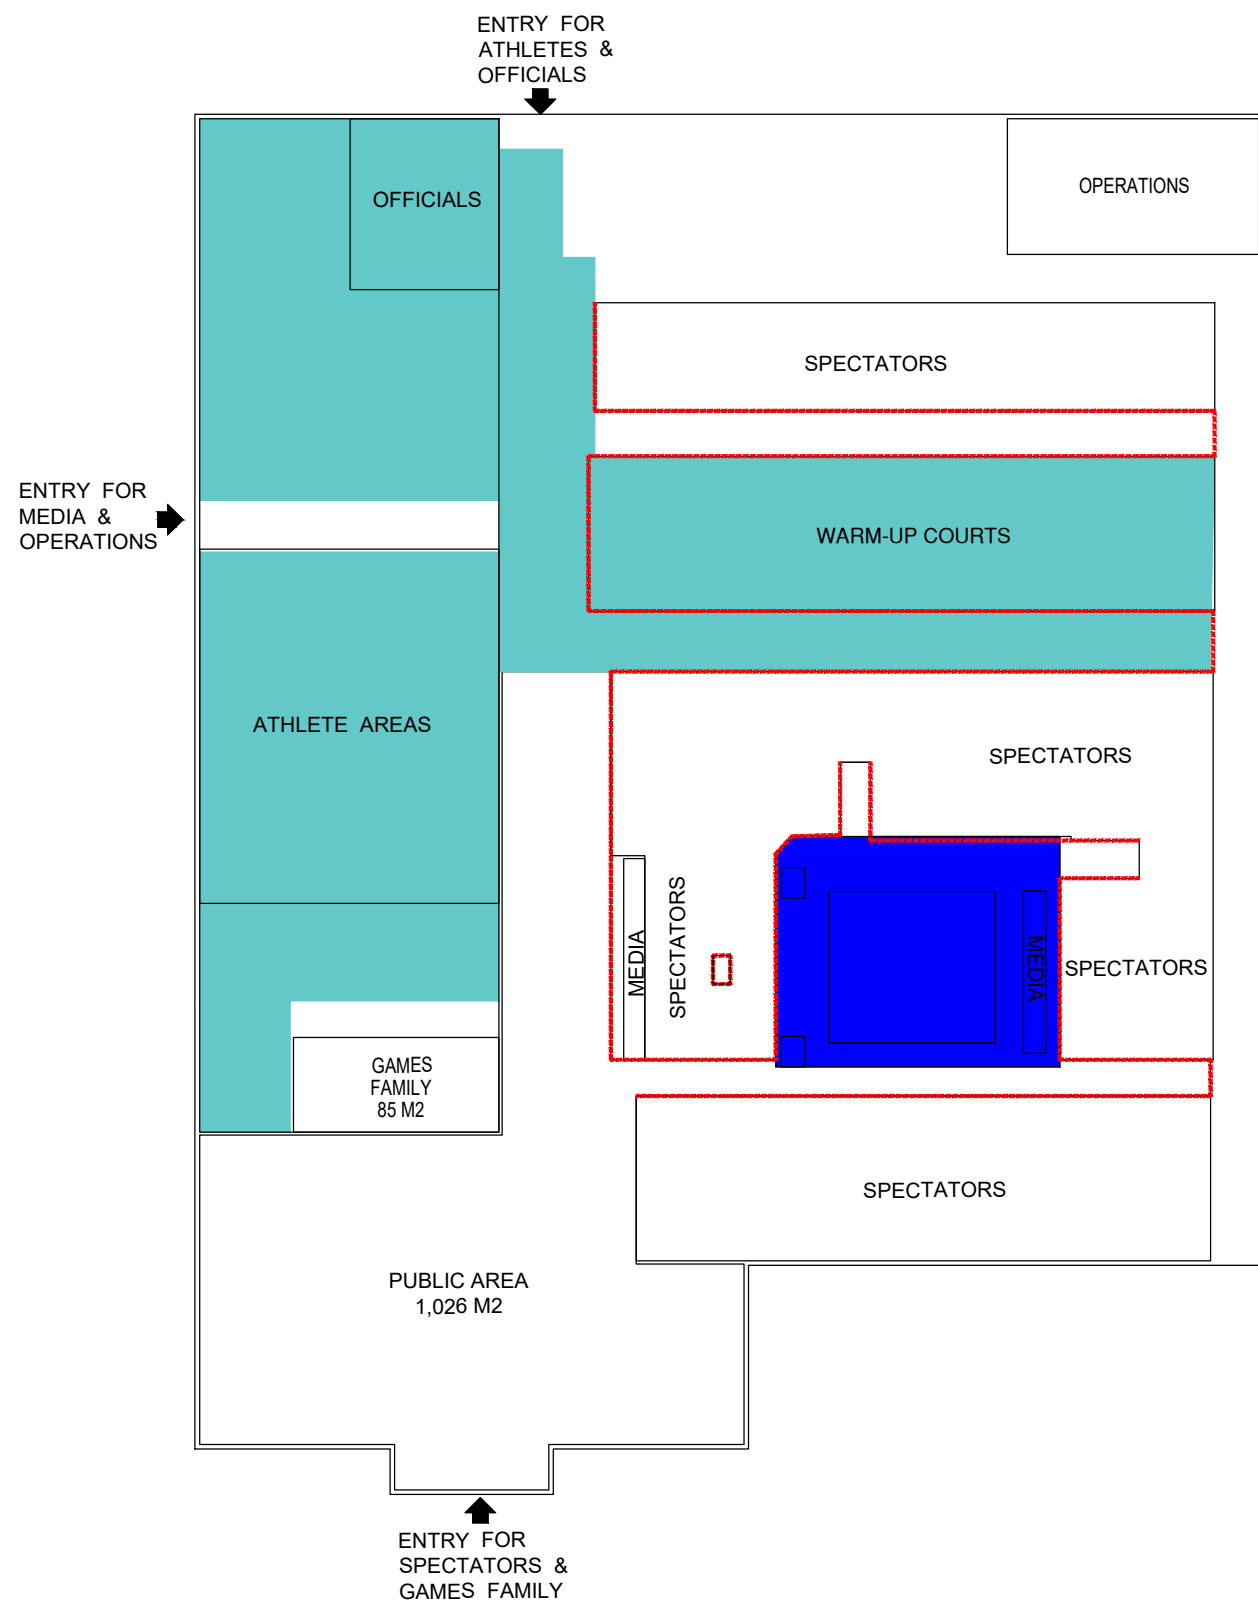 ENTRY FOR
ATHLETES &
OFFICIALS
OFFICIALS
OPERATIONS
SPECTATORS
ENTRY FOR
MEDIA &
OPERATIONS
WARM-UP COURTS
ATHLETE AREAS
SPECTATORS
MEDIA
SPECTATORS
MEDIA
SPECTATORS
GAMES
FAMILY
85 M2
SPECTATORS
PUBLIC AREA
1,026 M2
ENTRY FOR
SPECTATORS &
GAMES FAMILY